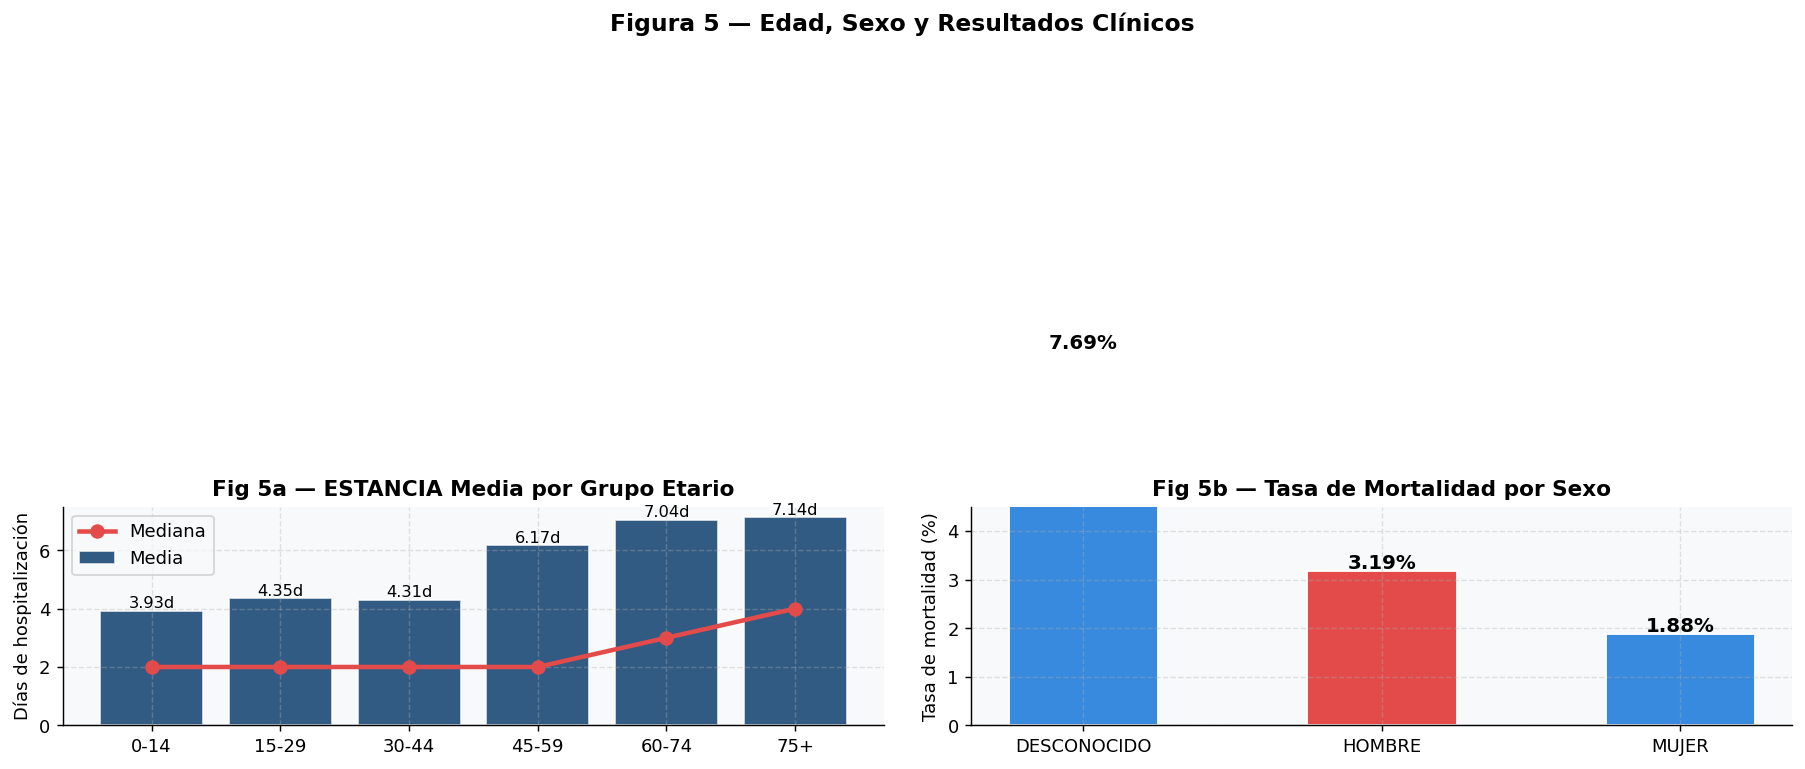 Figura 5 — Edad, Sexo y Resultados Clínicos
Fig 5a — ESTANCIA Media por Grupo Etario
Días de hospitalización
6
4
2
0
Mediana
Media
3.93d
4.35d
4.31d
6.17d
7.04d
7.14d
0-14
15-29
30-44
45-59
60-74
75+
7.69%
Fig 5b — Tasa de Mortalidad por Sexo
Tasa de mortalidad (%)
4
3
2
1
0
3.19%
1.88%
DESCONOCIDO
HOMBRE
MUJER